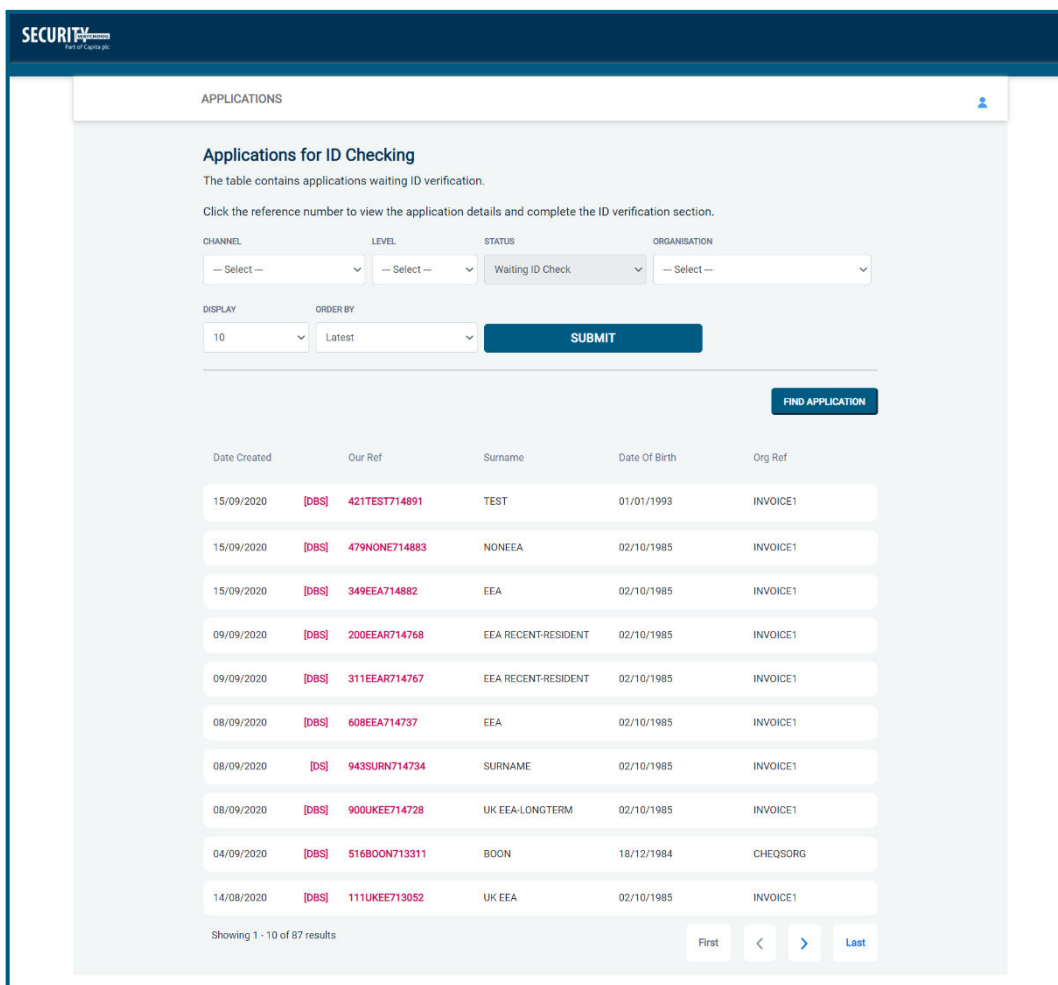 SECURITY WATCHDOG
Part of Capita plc
APPLICATIONS
Applications for ID Checking
The table contains applications waiting ID verification.
Click the reference number to view the application details and complete the ID verification section.
CHANNEL LEVEL STATUS ORGANISATION
--- Select --- --- Select --- Waiting ID Check --- Select ---
DISPLAY ORDER BY
10 Latest SUBMIT
FIND APPLICATION
Date Created Our Ref Surname Date Of Birth Org Ref
15/09/2020 [DBS] 421TEST714891 TEST 01/01/1993 INVOICE1
15/09/2020 [DBS] 479NONE714883 NONEEA 02/10/1985 INVOICE1
15/09/2020 [DBS] 349EEA714882 EEA 02/10/1985 INVOICE1
09/09/2020 [DBS] 200EEAR714768 EEA RECENT-RESIDENT 02/10/1985 INVOICE1
09/09/2020 [DBS] 311EEAR714767 EEA RECENT-RESIDENT 02/10/1985 INVOICE1
08/09/2020 [DBS] 608EEA714737 EEA 02/10/1985 INVOICE1
08/09/2020 [DS] 943SURN714734 SURNAME 02/10/1985 INVOICE1
08/09/2020 [DBS] 900UKEE714728 UK EEA-LONGTERM 02/10/1985 INVOICE1
04/09/2020 [DBS] 516BOON713311 BOON 18/12/1984 CHEQSORG
14/08/2020 [DBS] 111UKEE713052 UK EEA 02/10/1985 INVOICE1
Showing 1 - 10 of 87 results First < > Last